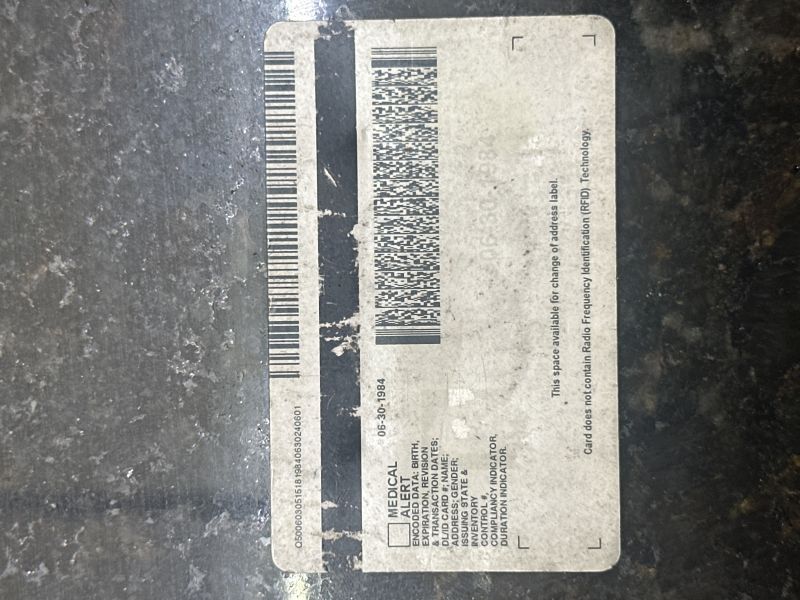 OS006030515181984063024060​1
MEDICAL
ALERT
06-30-1984
ENCODED DATA: BIRTH,
EXPIRATION, REVISION
& TRANSACTION DATES;
DL/ID CARD #; NAME;
ADDRESS; GENDER;
ISSUING STATE &
INVENTORY
CONTROL #,
COMPLIANCY INDICATOR,
DURATION INDICATOR.
This space available for change of address label.
Card does not contain Radio Frequency Identification (RFID) Technology.